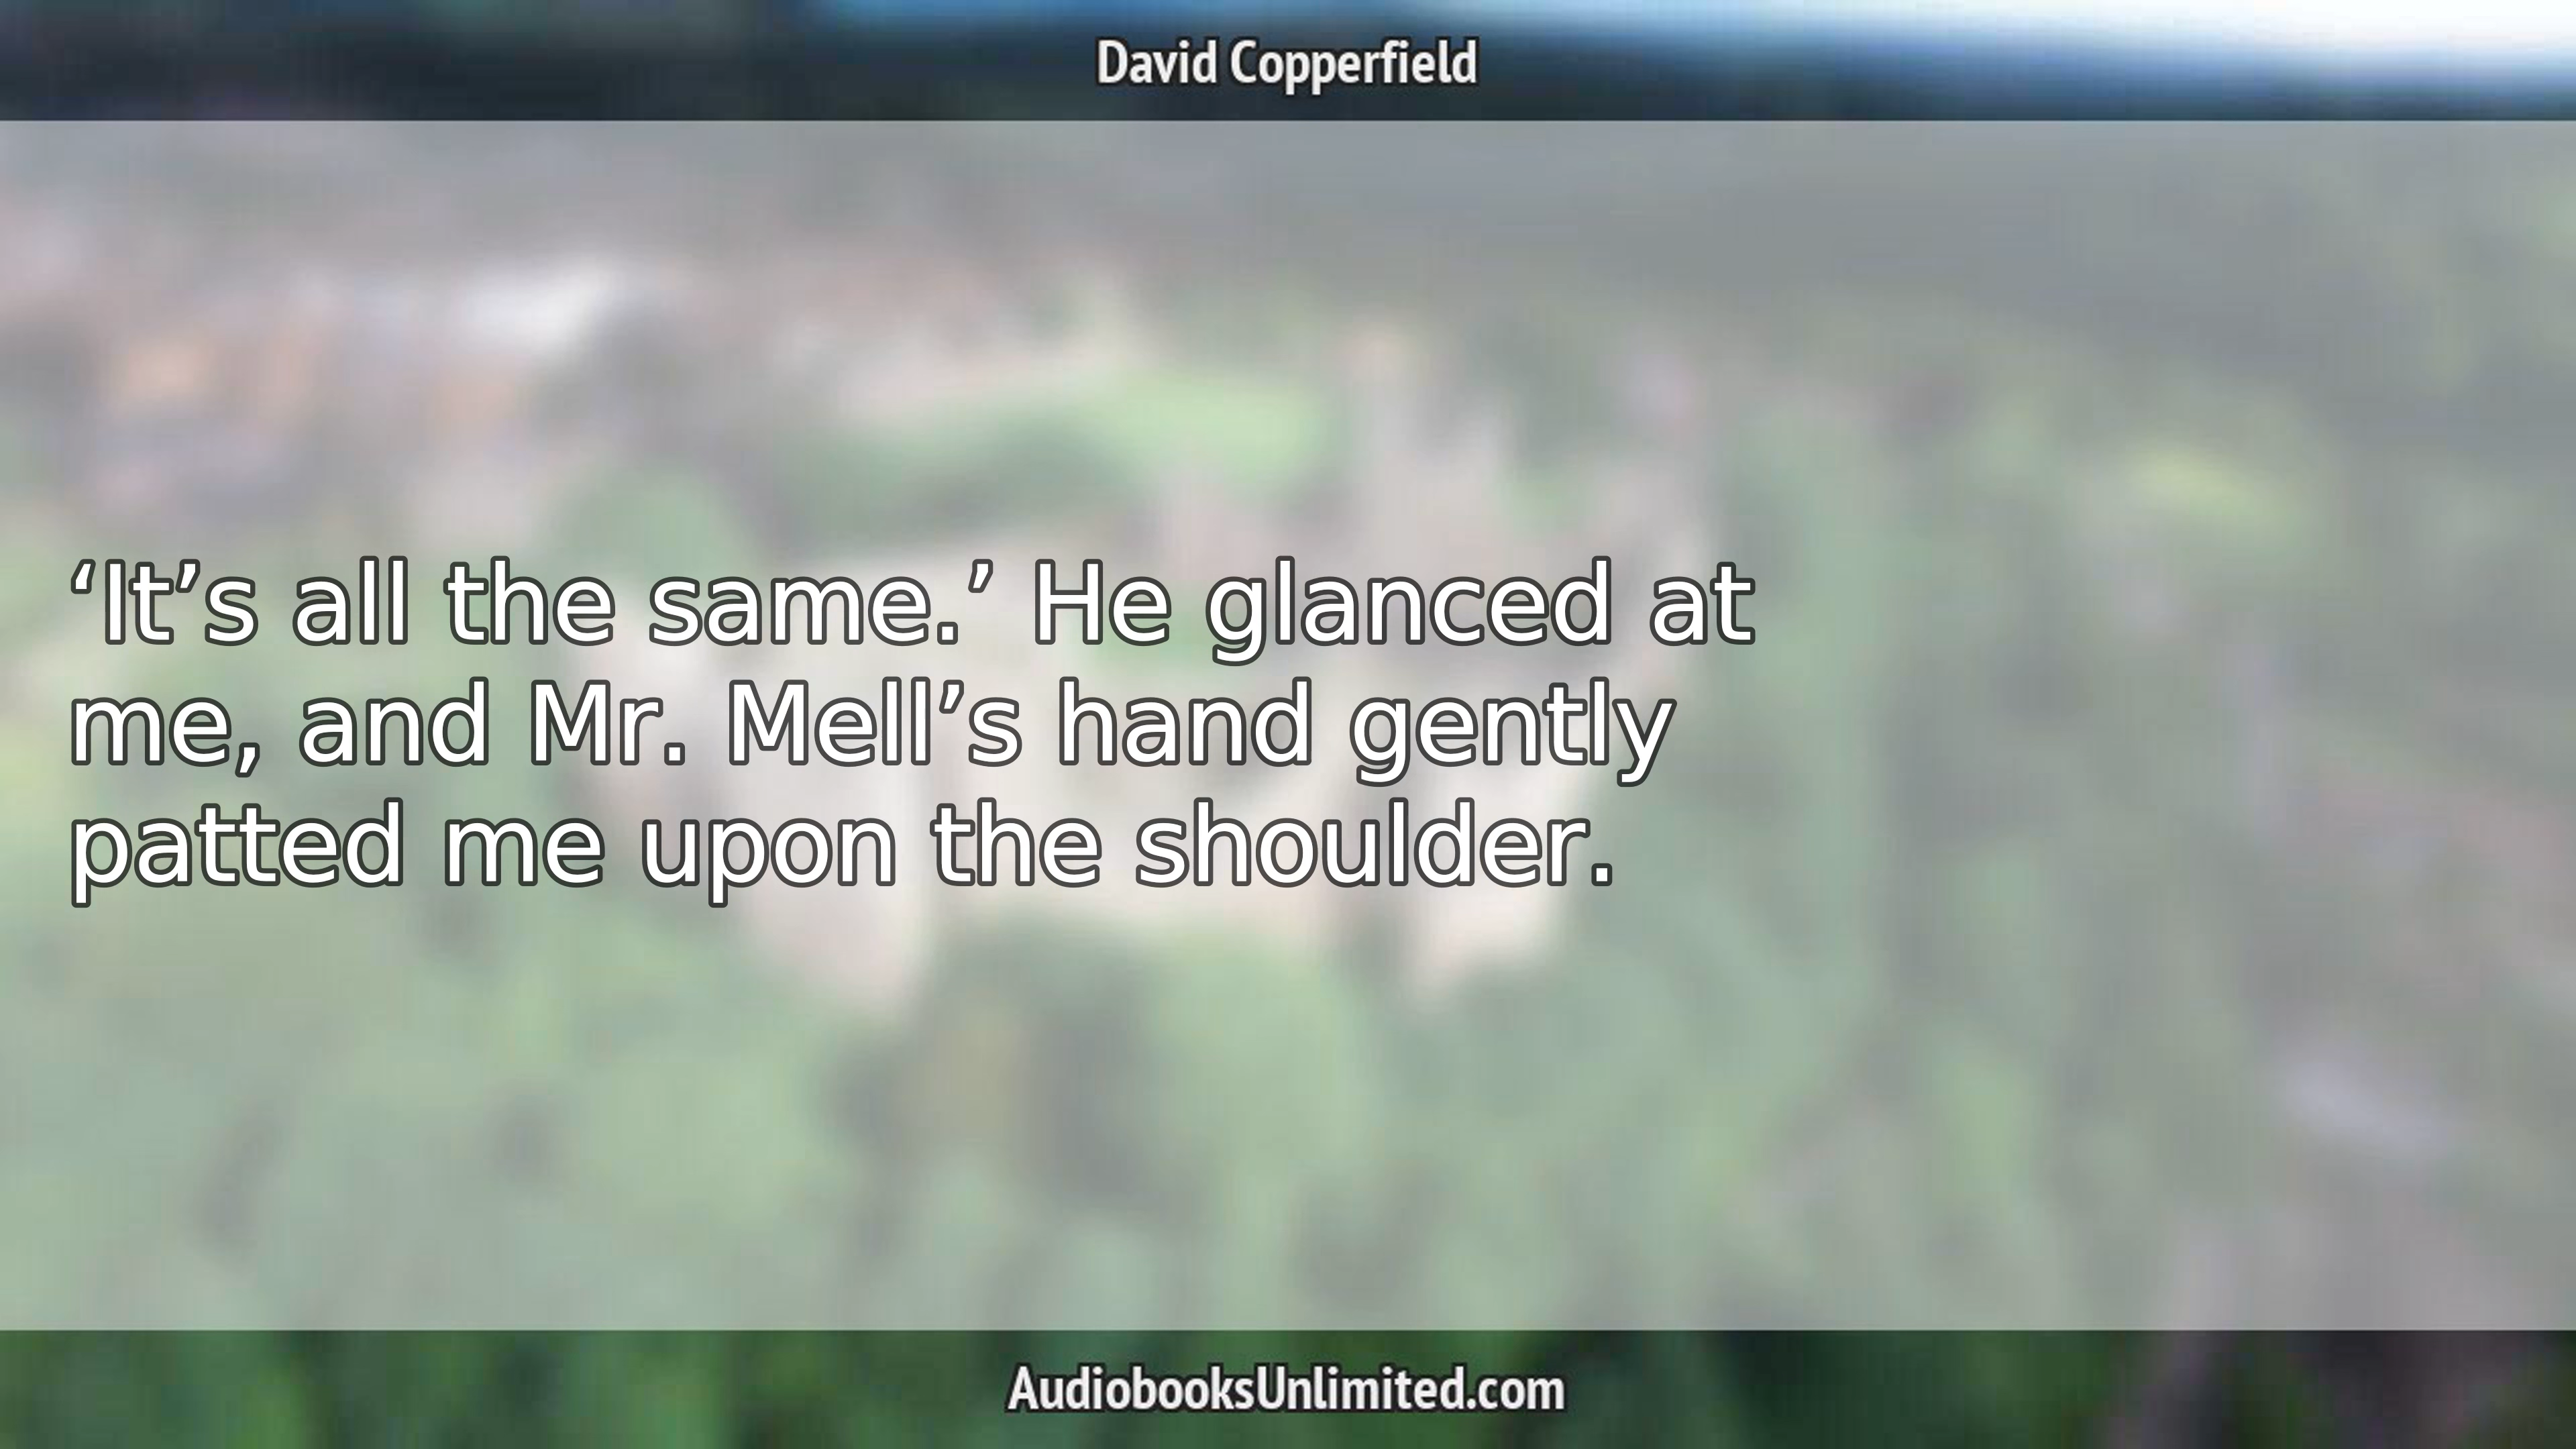 David Copperfield
‘It’s all the same.’ He glanced at
me, and Mr. Mell’s hand gently
patted me upon the shoulder.
AudiobooksUnlimited.com